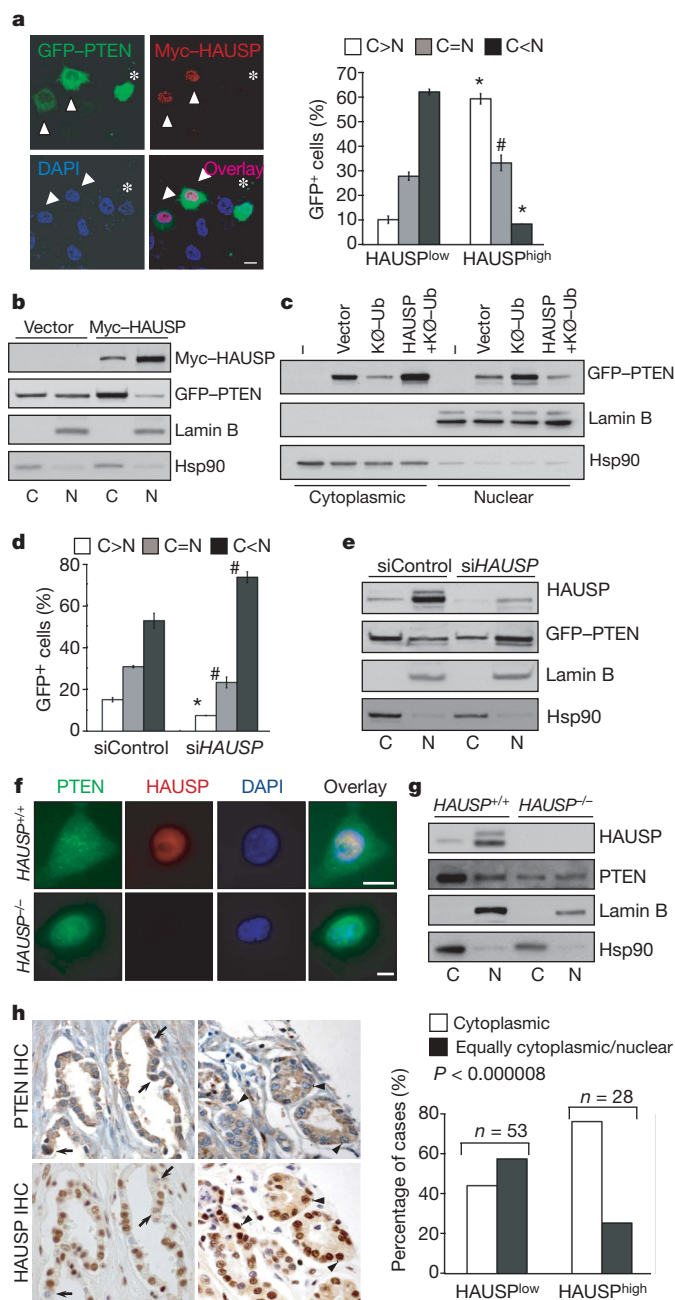 a
GFP–PTEN
Myc–HAUSP
*
*
DAPI
Overlay
*
*
C>N
C=N
C<N
GFP+ cells (%)
70
60
50
40
30
20
10
0
*
#
*
HAUSPlow
HAUSPhigh
b
Vector
Myc–HAUSP
Myc–HAUSP
GFP–PTEN
Lamin B
Hsp90
C
N
C
N
c
–
Vector
KØ–Ub
HAUSP +KØ–Ub
–
Vector
KØ–Ub
HAUSP +KØ–Ub
GFP–PTEN
Lamin B
Hsp90
Cytoplasmic
Nuclear
d
C>N
C=N
C<N
GFP+ cells (%)
80
60
40
20
0
*
#
#
siControl
siHAUSP
e
siControl
siHAUSP
HAUSP
GFP–PTEN
Lamin B
Hsp90
C
N
C
N
f
PTEN
HAUSP
DAPI
Overlay
HAUSP+/+
HAUSP–/–
g
HAUSP+/+
HAUSP–/–
HAUSP
PTEN
Lamin B
Hsp90
C
N
C
N
h
PTEN IHC
HAUSP IHC
Cytoplasmic
Equally cytoplasmic/nuclear
P < 0.000008
Percentage of cases (%)
80
60
40
20
0
n = 53
n = 28
HAUSPlow
HAUSPhigh